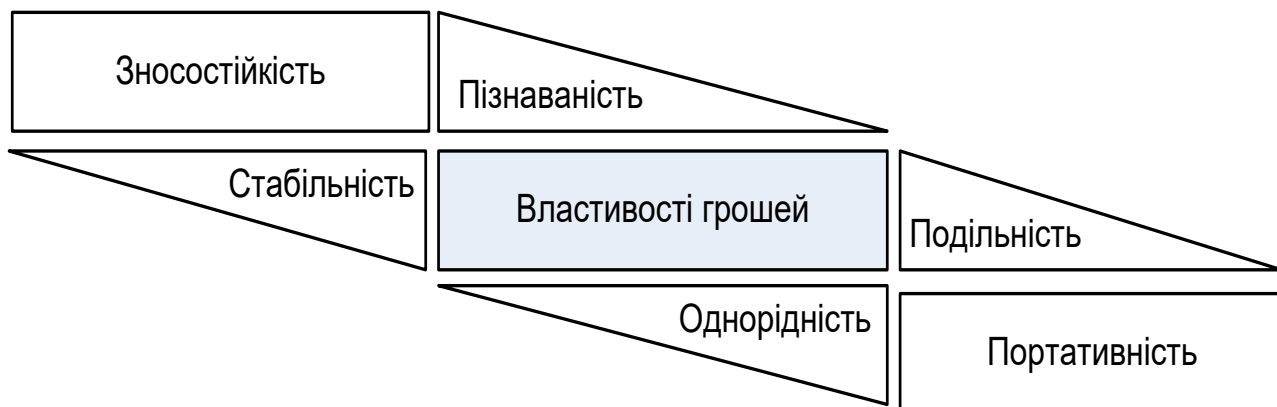 Зносостійкість
Пізнаваність
Стабільність
Властивості грошей
Подільність
Однорідність
Портативність